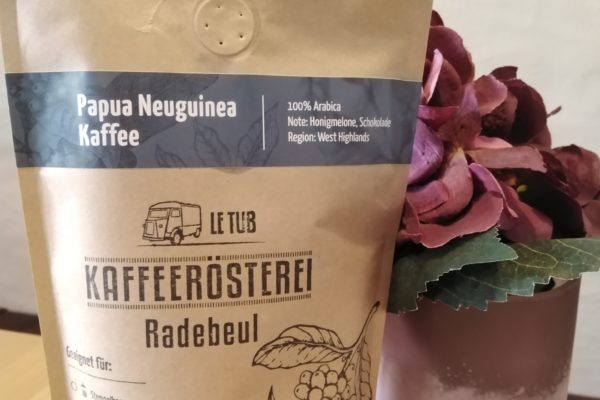 Papua Neuguinea
Kaffee
100% Arabica
Note: Honigmelone, Schokolade
Region: West Highlands
LE TUB
KAFFEERÖSTEREI
Radebeul
Geeignet für: